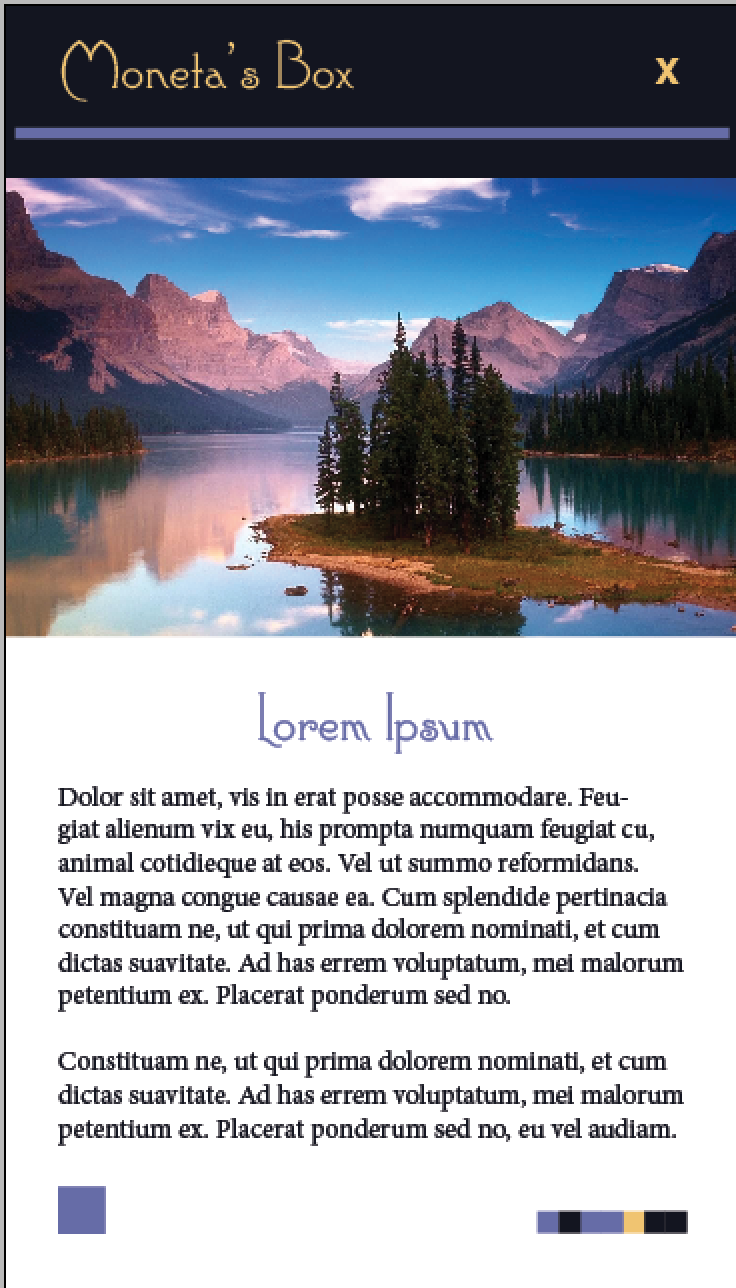 Moneta's Box
X
Lorem Ipsum
Dolor sit amet, vis in erat posse accommodare. Feu-
giat alienum vix eu, his prompta numquam feugiat cu,
animal cotidieque at eos. Vel ut summo reformidans.
Vel magna congue causae ea. Cum splendide pertinacia
constituam ne, ut qui prima dolorem nominati, et cum
dictas suavitate. Ad has errem voluptatum, mei malorum
petentium ex. Placerat ponderum sed no.
Constituam ne, ut qui prima dolorem nominati, et cum
dictas suavitate. Ad has errem voluptatum, mei malorum
petentium ex. Placerat ponderum sed no, eu vel audiam.